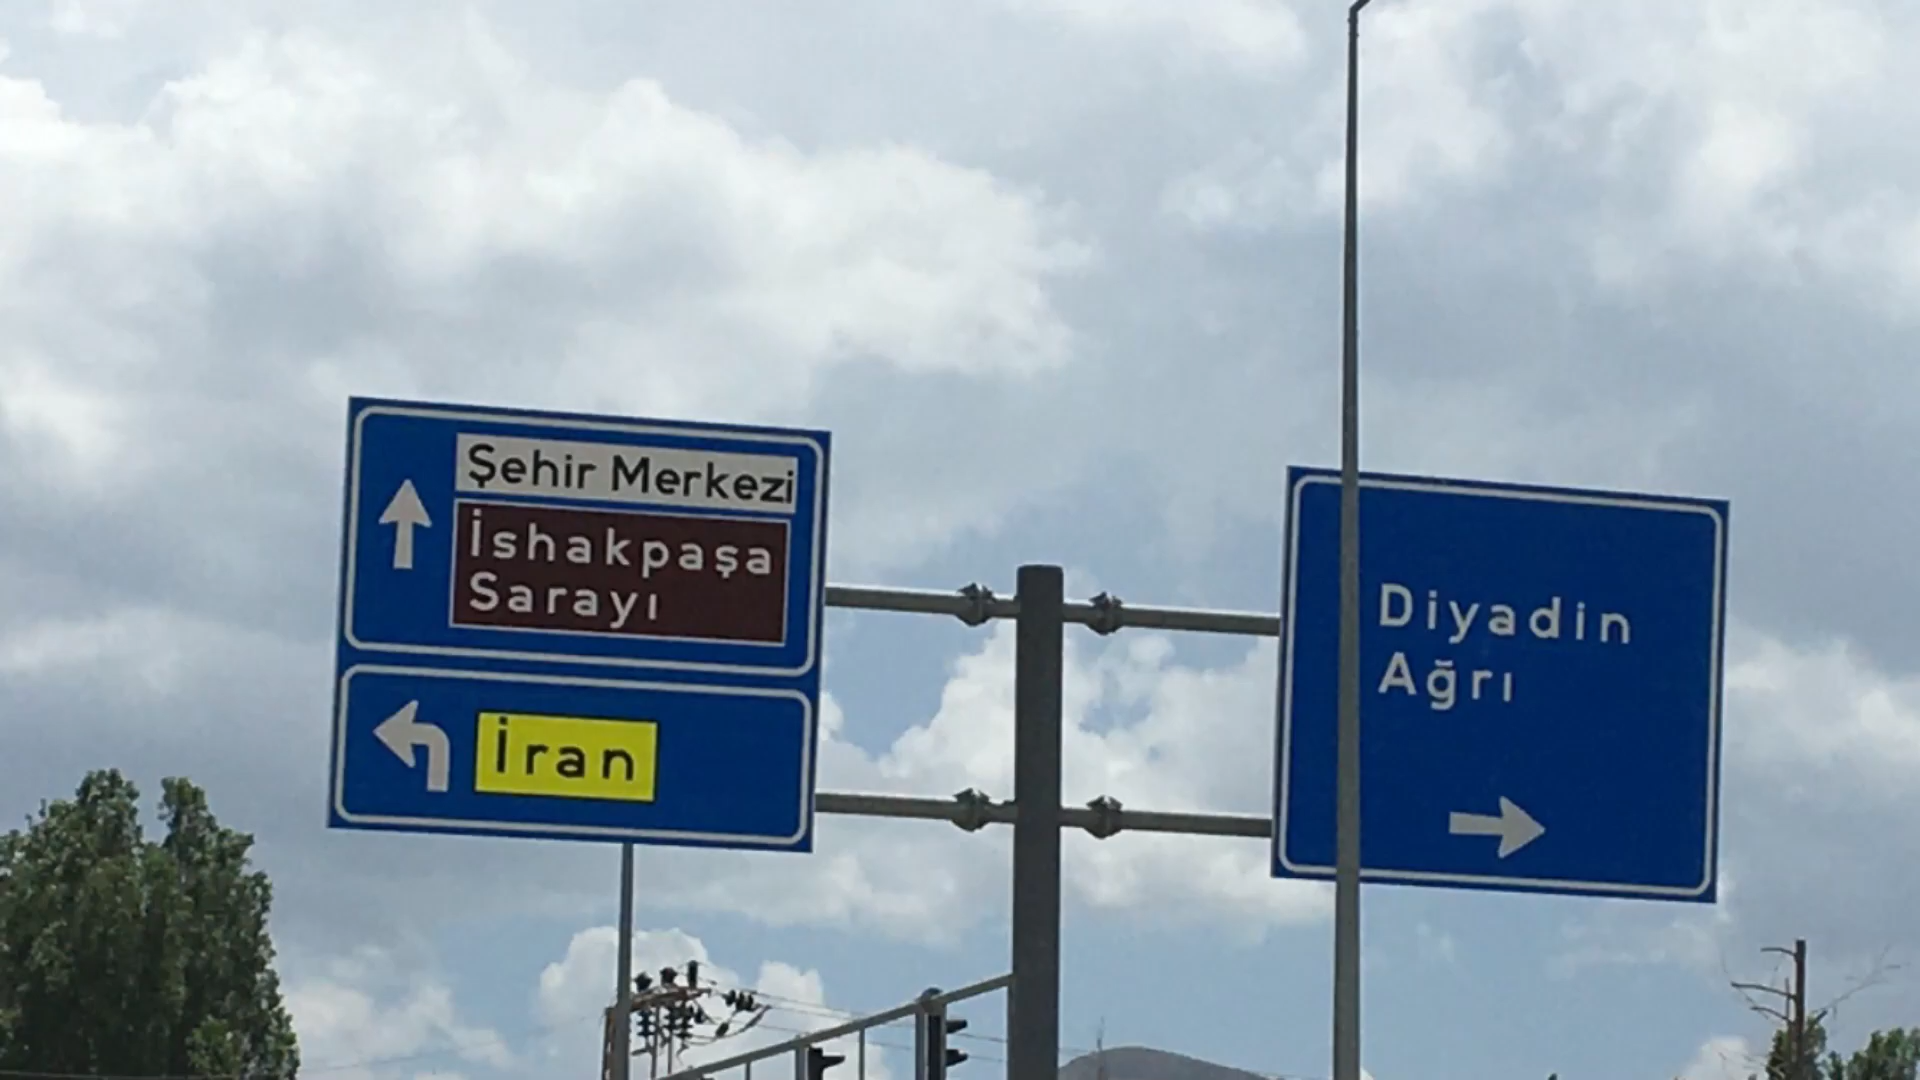 Şehir Merkezi
İshakpaşa
Sarayı
İran
Diyadin
Ağrı